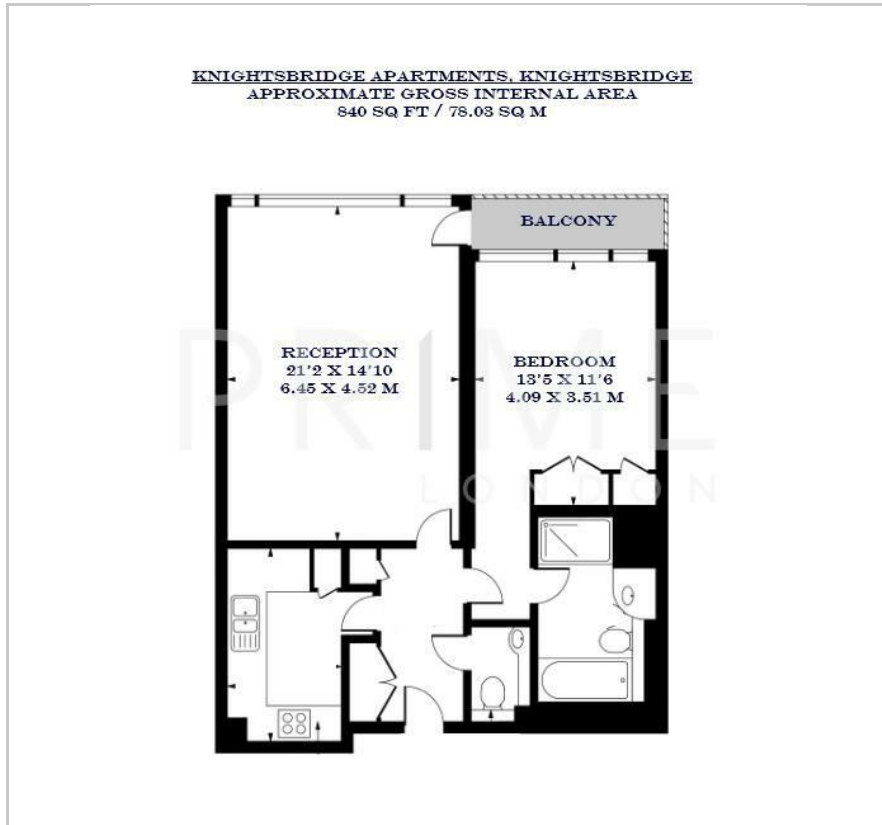 KNIGHTSBRIDGE APARTMENTS, KNIGHTSBRIDGE
APPROXIMATE GROSS INTERNAL AREA
840 SQ FT / 78.03 SQ M
BALCONY
RECEPTION
21'2 X 14'10
6.45 X 4.52 M
BEDROOM
13'5 X 11'6
4.09 X 3.51 M
PRIME
LONDON